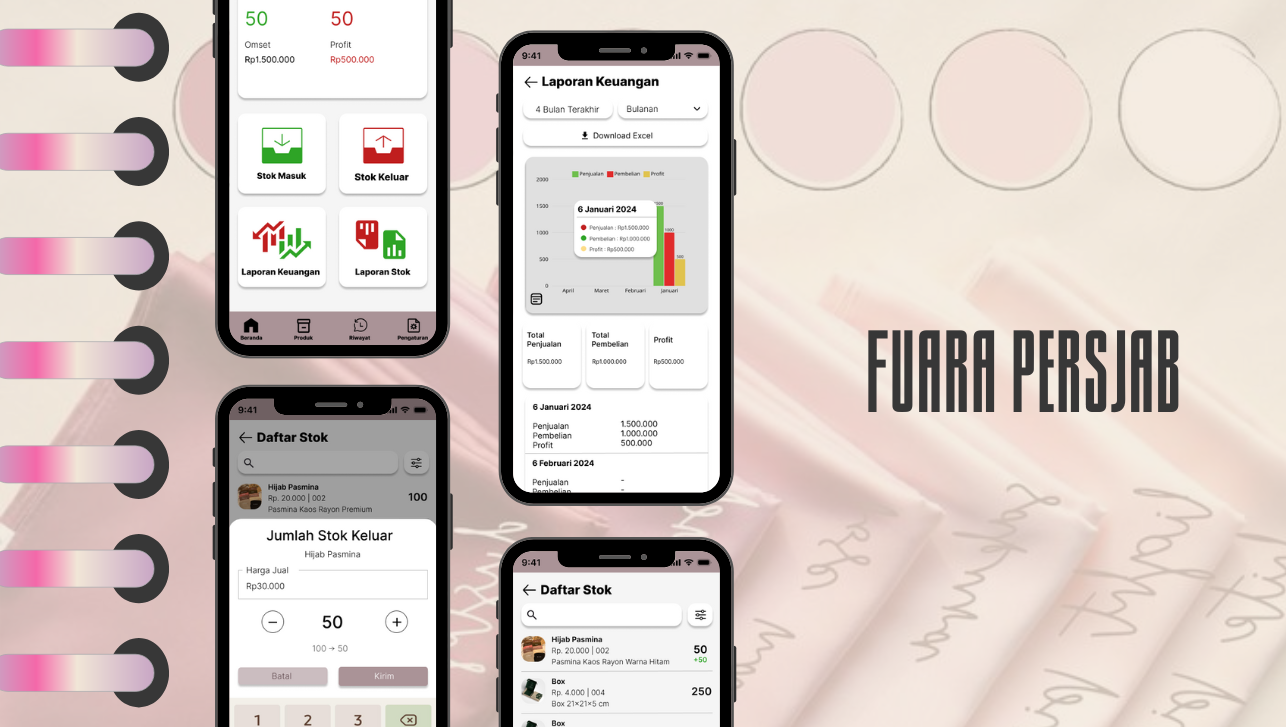 50
50
Omset
Profit
Rp1.500.000
Rp500.000
Stok Masuk
Stok Keluar
Laporan Keuangan
Laporan Stok
Beranda
Produk
Riwayat
Pengaturan
9:41
Daftar Stok
Hijab Pasmina
Rp. 20.000 | 002
Pasmina Kaos Rayon Premium
100
Jumlah Stok Keluar
Hijab Pasmina
Harga Jual
Rp30.000
50
100 → 50
Batal
Kirim
1
2
3
9:41
Laporan Keuangan
4 Bulan Terakhir
Bulanan
Download Excel
Penjualan
Pembelian
Profit
2000
1500
1000
500
0
1000
500
6 Januari 2024
Penjualan : Rp1.500.000
Pembelian : Rp1.000.000
Profit : Rp500.000
April
Maret
Februari
Januari
Total
Penjualan
Rp1.500.000
Total
Pembelian
Rp1.000.000
Profit
Rp500.000
6 Januari 2024
Penjualan 1.500.000
Pembelian 1.000.000
Profit 500.000
6 Februari 2024
Penjualan -
Pembelian -
9:41
Daftar Stok
Hijab Pasmina
Rp. 20.000 | 002
Pasmina Kaos Rayon Warna Hitam
50
+50
Box
Rp. 4.000 | 004
Box 21x21x5 cm
250
Box
FUARA PERSJAB